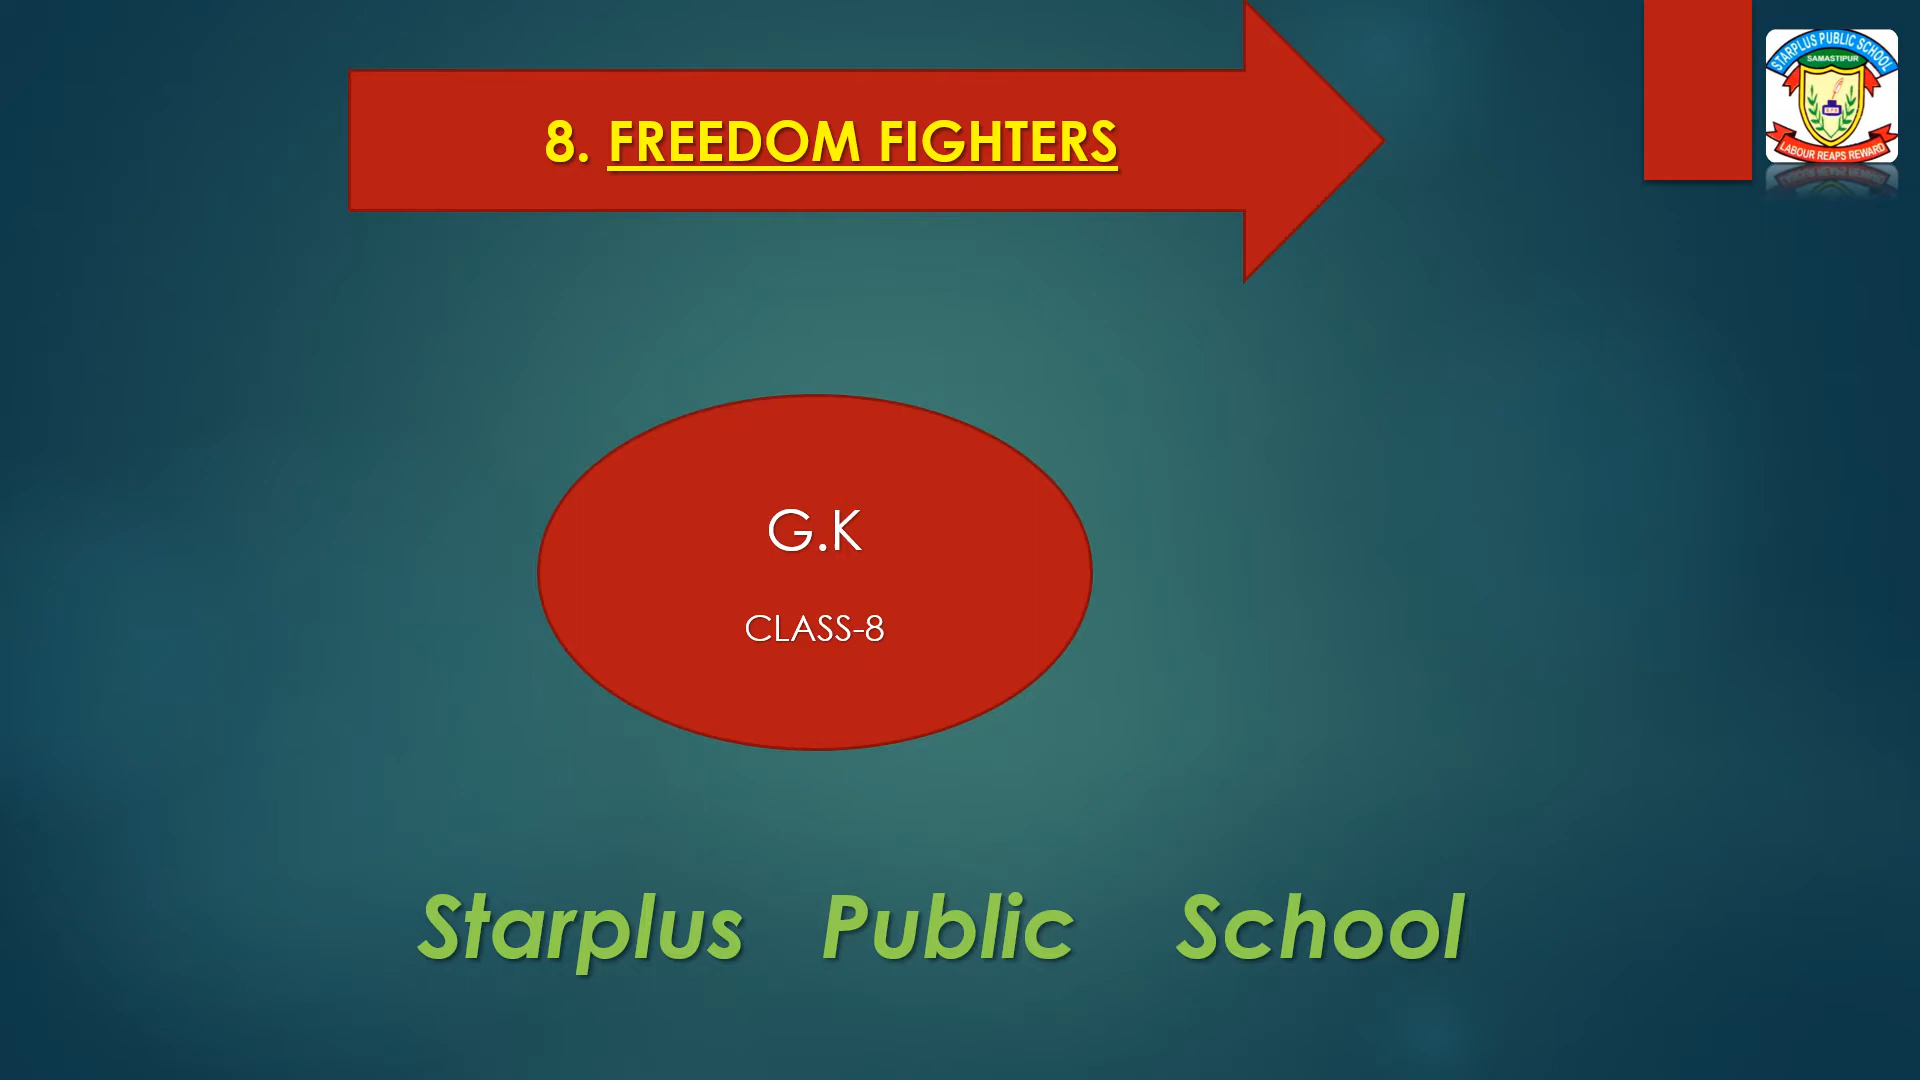 8. FREEDOM FIGHTERS
STARPLUS PUBLIC SCHOOL
SAMASTIPUR
LABOUR REAPS REWARD
G.K
CLASS-8
Starplus Public School